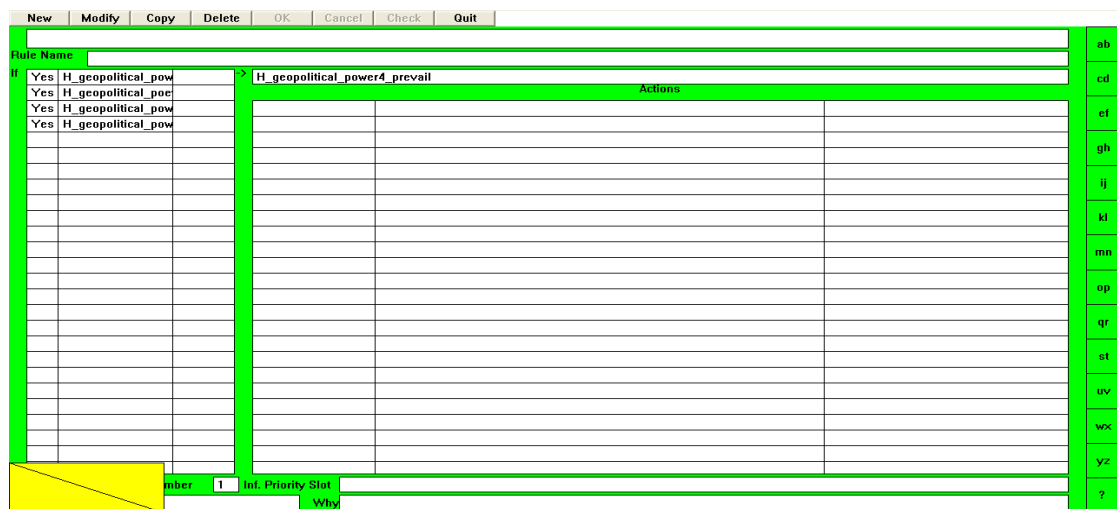 New Modify Copy Delete OK Cancel Check Quit
Rule Name
If Yes H_geopolitical_pow -> H_geopolitical_power4_prevail
Actions
Yes H_geopolitical_poe
Yes H_geopolitical_pow
Yes H_geopolitical_pow
mber 1 Inf. Priority Slot
Why
ab
cd
ef
gh
ij
kl
mn
op
qr
st
uv
wx
yz
?